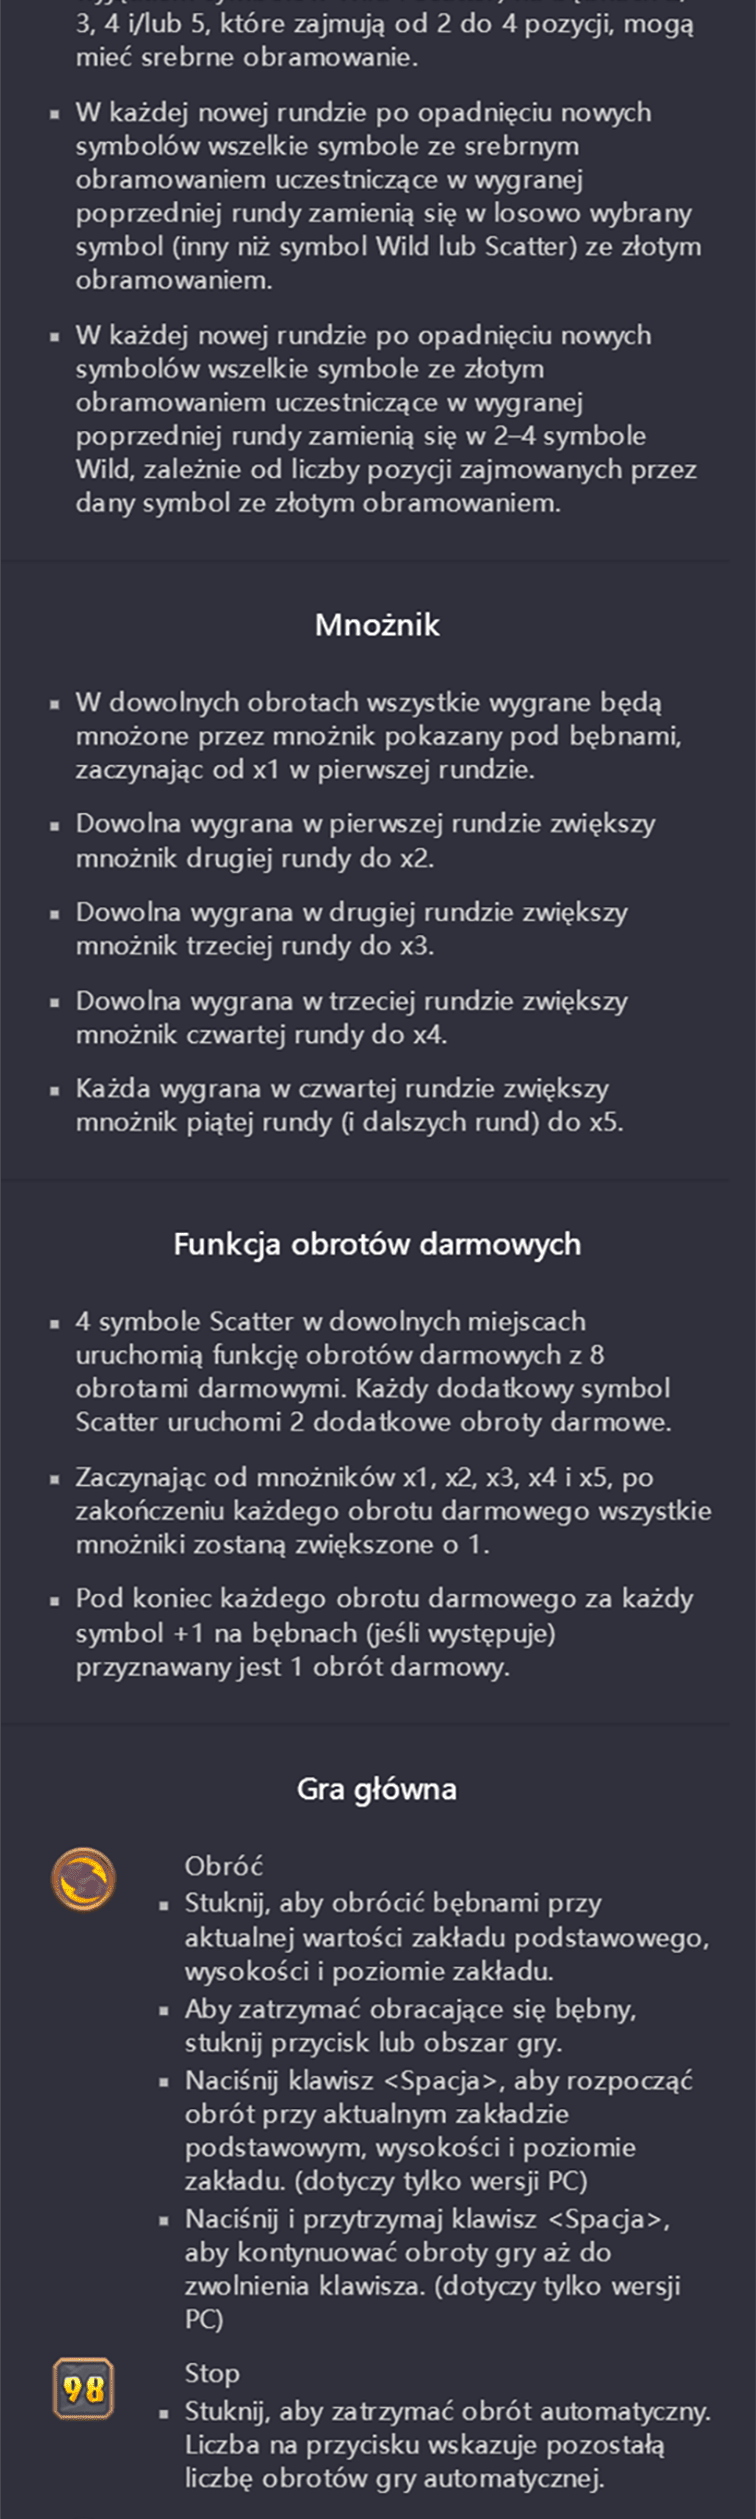 3, 4 i/lub 5, które zajmują od 2 do 4 pozycji, mogą
mieć srebrne obramowanie.
▪ W każdej nowej rundzie po opadnięciu nowych
symbolów wszelkie symbole ze srebrnym
obramowaniem uczestniczące w wygranej
poprzedniej rundy zamienią się w losowo wybrany
symbol (inny niż symbol Wild lub Scatter) ze złotym
obramowaniem.
▪ W każdej nowej rundzie po opadnięciu nowych
symbolów wszelkie symbole ze złotym
obramowaniem uczestniczące w wygranej
poprzedniej rundy zamienią się w 2–4 symbole
Wild, zależnie od liczby pozycji zajmowanych przez
dany symbol ze złotym obramowaniem.
Mnożnik
▪ W dowolnych obrotach wszystkie wygrane będą
mnożone przez mnożnik pokazany pod bębnami,
zaczynając od x1 w pierwszej rundzie.
▪ Dowolna wygrana w pierwszej rundzie zwiększy
mnożnik drugiej rundy do x2.
▪ Dowolna wygrana w drugiej rundzie zwiększy
mnożnik trzeciej rundy do x3.
▪ Dowolna wygrana w trzeciej rundzie zwiększy
mnożnik czwartej rundy do x4.
▪ Każda wygrana w czwartej rundzie zwiększy
mnożnik piątej rundy (i dalszych rund) do x5.
Funkcja obrotów darmowych
▪ 4 symbole Scatter w dowolnych miejscach
uruchomią funkcję obrotów darmowych z 8
obrotami darmowymi. Każdy dodatkowy symbol
Scatter uruchomi 2 dodatkowe obroty darmowe.
▪ Zaczynając od mnożników x1, x2, x3, x4 i x5, po
zakończeniu każdego obrotu darmowego wszystkie
mnożniki zostaną zwiększone o 1.
▪ Pod koniec każdego obrotu darmowego za każdy
symbol +1 na bębnach (jeśli występuje)
przyznawany jest 1 obrót darmowy.
Gra główna
Obróć
▪ Stuknij, aby obrócić bębnami przy
aktualnej wartości zakładu podstawowego,
wysokości i poziomie zakładu.
▪ Aby zatrzymać obracające się bębny,
stuknij przycisk lub obszar gry.
▪ Naciśnij klawisz <Spacja>, aby rozpocząć
obrót przy aktualnym zakładzie
podstawowym, wysokości i poziomie
zakładu. (dotyczy tylko wersji PC)
▪ Naciśnij i przytrzymaj klawisz <Spacja>,
aby kontynuować obroty gry aż do
zwolnienia klawisza. (dotyczy tylko wersji
PC)
98
Stop
▪ Stuknij, aby zatrzymać obrót automatyczny.
Liczba na przycisku wskazuje pozostałą
liczbę obrotów gry automatycznej.